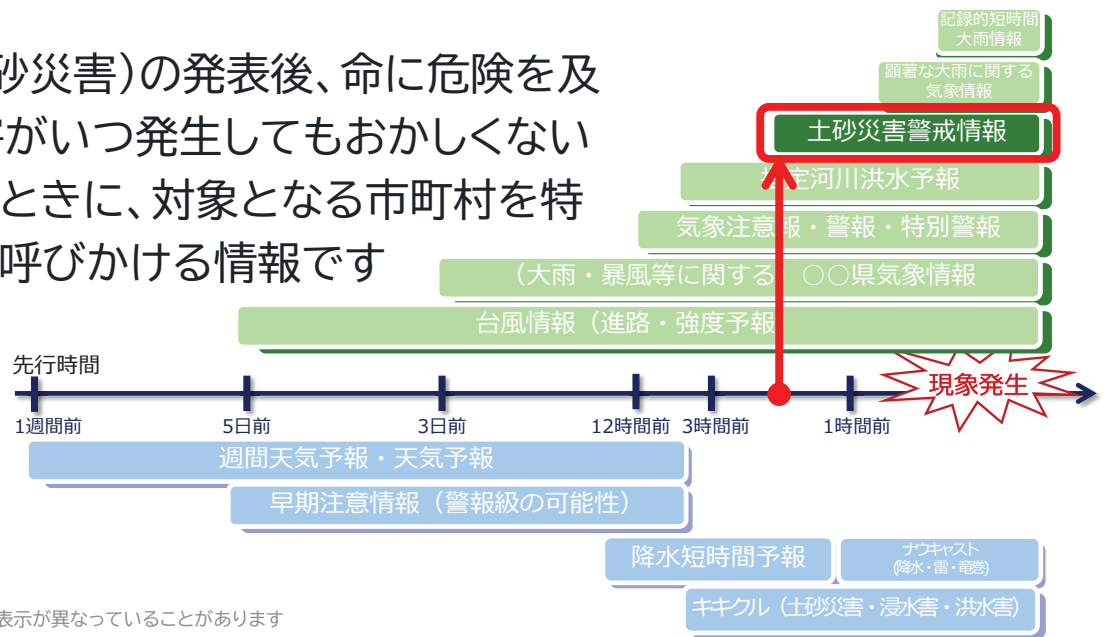 記録的短時間
大雨情報
砂災害）の発表後、命に危険を及
顕著な大雨に関する
気象情報
がいつ発生してもおかしくない
土砂災害警戒情報
ときに、対象となる市町村を特
定河川洪水予報
呼びかける情報です
気象注意報・警報・特別警報
（大雨・暴風等に関する）○○県気象情報
台風情報（進路・強度予報
先行時間
現象発生
1週間前
5日前
3日前
12時間前
3時間前
1時間前
週間天気予報・天気予報
早期注意情報（警報級の可能性）
降水短時間予報
ナウキャスト
(降水・雷・竜巻)
キキクル（土砂災害・浸水害・洪水害）
表示が異なっていることがあります